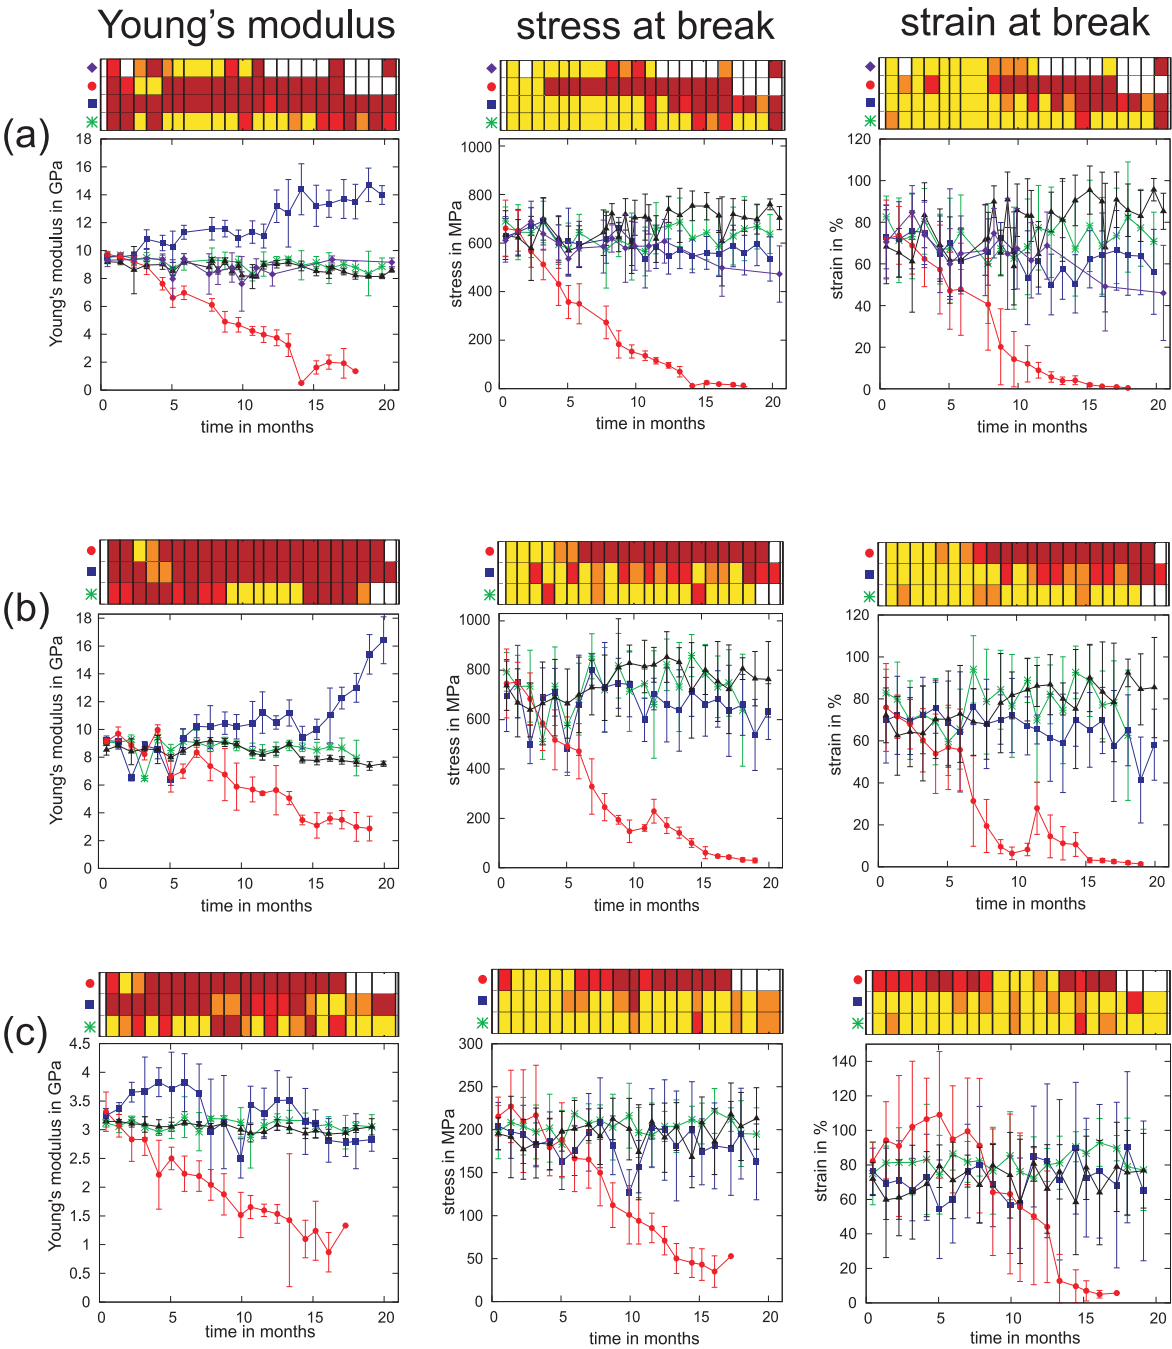 Young's modulus
stress at break
strain at break
(a)
18
16
14
12
10
8
6
4
2
0
Young's modulus in GPa
0 5 10 15 20
time in months
1000
800
600
400
200
0
stress in MPa
0 5 10 15 20
time in months
120
100
80
60
40
20
0
strain in %
0 5 10 15 20
time in months
(b)
18
16
14
12
10
8
6
4
2
0
Young's modulus in GPa
0 5 10 15 20
time in months
1000
800
600
400
200
0
stress in MPa
0 5 10 15 20
time in months
120
100
80
60
40
20
0
strain in %
0 5 10 15 20
time in months
(c)
4.5
4
3.5
3
2.5
2
1.5
1
0.5
0
Young's modulus in GPa
0 5 10 15 20
time in months
300
250
200
150
100
50
0
stress in MPa
0 5 10 15 20
time in months
140
120
100
80
60
40
20
0
strain in %
0 5 10 15 20
time in months